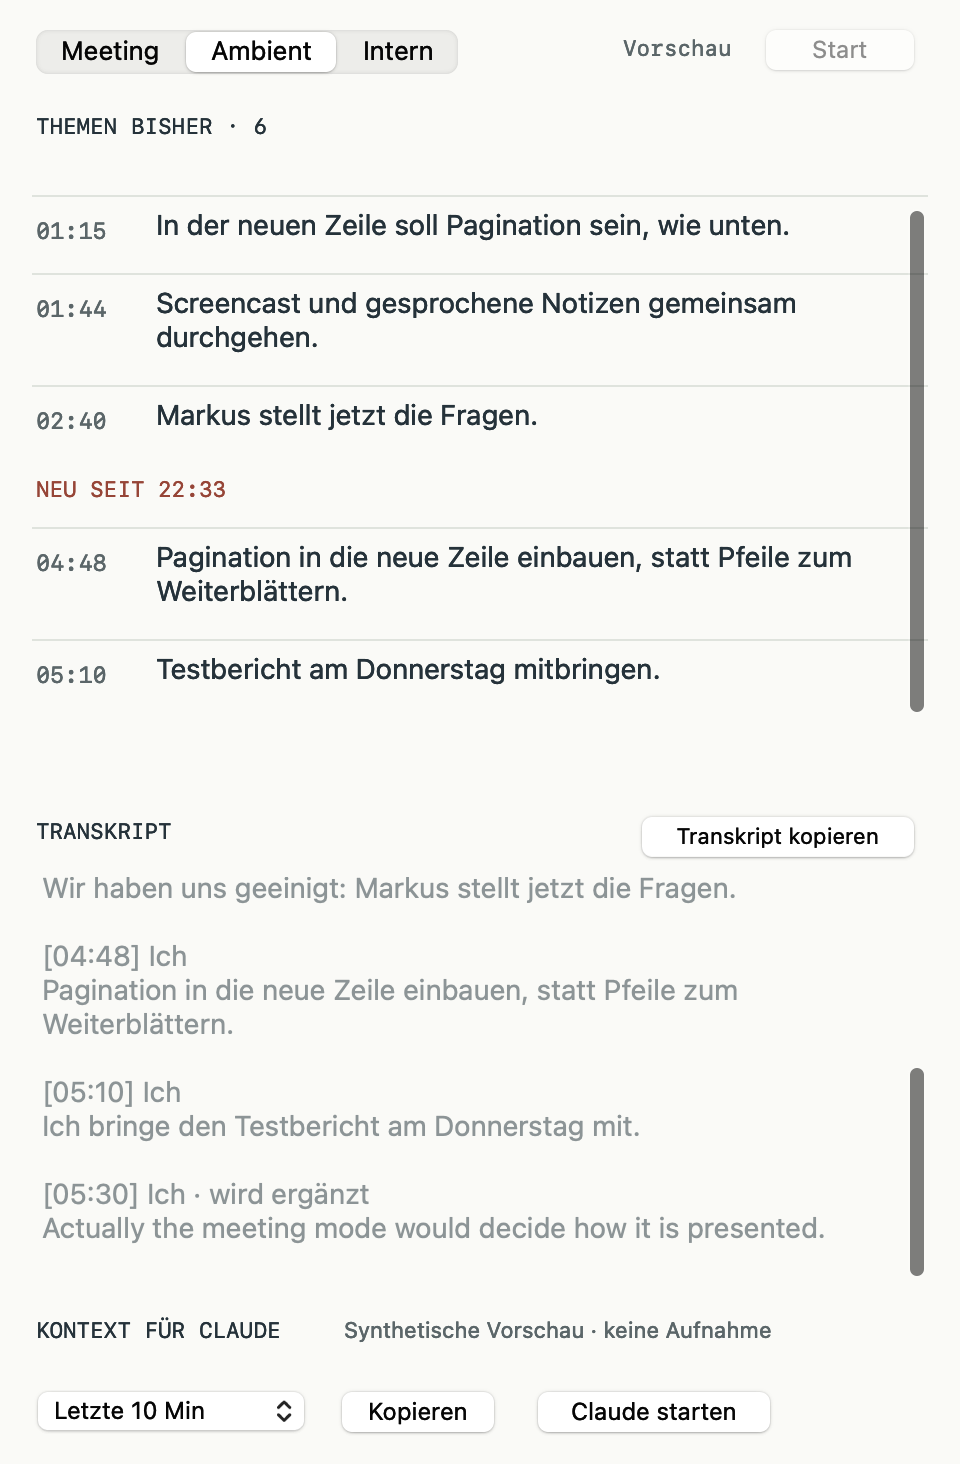 Meeting Ambient Intern Vorschau Start
THEMEN BISHER · 6
01:15 In der neuen Zeile soll Pagination sein, wie unten.
01:44 Screencast und gesprochene Notizen gemeinsam
durchgehen.
02:40 Markus stellt jetzt die Fragen.
NEU SEIT 22:33
04:48 Pagination in die neue Zeile einbauen, statt Pfeile zum
Weiterblättern.
05:10 Testbericht am Donnerstag mitbringen.
TRANSKRIPT Transkript kopieren
Wir haben uns geeinigt: Markus stellt jetzt die Fragen.
[04:48] Ich
Pagination in die neue Zeile einbauen, statt Pfeile zum
Weiterblättern.
[05:10] Ich
Ich bringe den Testbericht am Donnerstag mit.
[05:30] Ich · wird ergänzt
Actually the meeting mode would decide how it is presented.
KONTEXT FÜR CLAUDE Synthetische Vorschau · keine Aufnahme
Letzte 10 Min Kopieren Claude starten